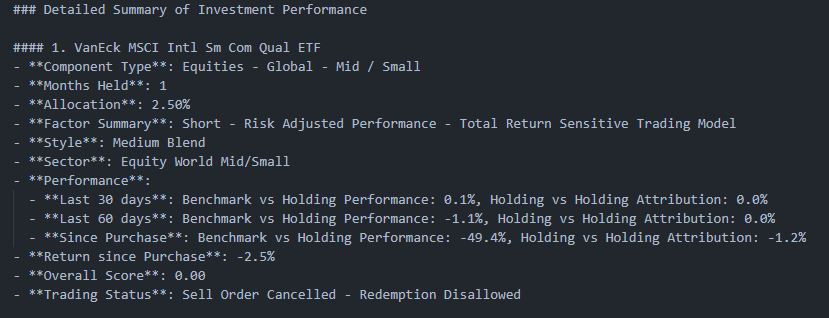 ### Detailed Summary of Investment Performance
#### 1. VanEck MSCI Intl Sm Com Qual ETF
- **Component Type**: Equities - Global - Mid / Small
- **Months Held**: 1
- **Allocation**: 2.50%
- **Factor Summary**: Short - Risk Adjusted Performance - Total Return Sensitive Trading Model
- **Style**: Medium Blend
- **Sector**: Equity World Mid/Small
- **Performance**:
- **Last 30 days**: Benchmark vs Holding Performance: 0.1%, Holding vs Holding Attribution: 0.0%
- **Last 60 days**: Benchmark vs Holding Performance: -1.1%, Holding vs Holding Attribution: 0.0%
- **Since Purchase**: Benchmark vs Holding Performance: -49.4%, Holding vs Holding Attribution: -1.2%
- **Return since Purchase**: -2.5%
- **Overall Score**: 0.00
- **Trading Status**: Sell Order Cancelled - Redemption Disallowed